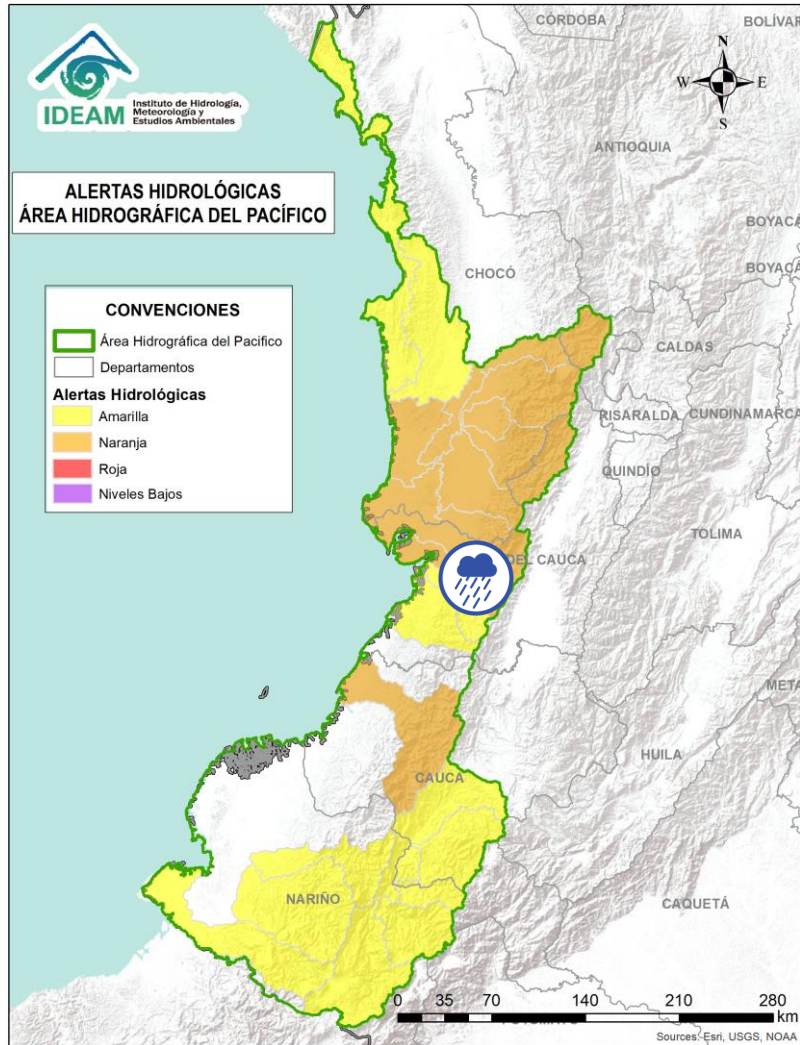 CÓRDOBA
BOLÍVAR
N
W
E
S
IDEAM
Instituto de Hidrología,
Meteorología y
Estudios Ambientales
ANTIOQUIA
ALERTAS HIDROLÓGICAS
ÁREA HIDROGRÁFICA DEL PACÍFICO
BOYACÁ
BOYACÁ
CHOCÓ
CONVENCIONES
Área Hidrográfica del Pacifico
Departamentos
Alertas Hidrológicas
Amarilla
Naranja
Roja
Niveles Bajos
CALDAS
RISARALDA
CUNDINAMARCA
QUINDÍO
TOLIMA
DEL CAUCA
META
HUILA
CAUCA
NARIÑO
CAQUETÁ
0 35 70 140 210 280
km
Sources: Esri, USGS, NOAA